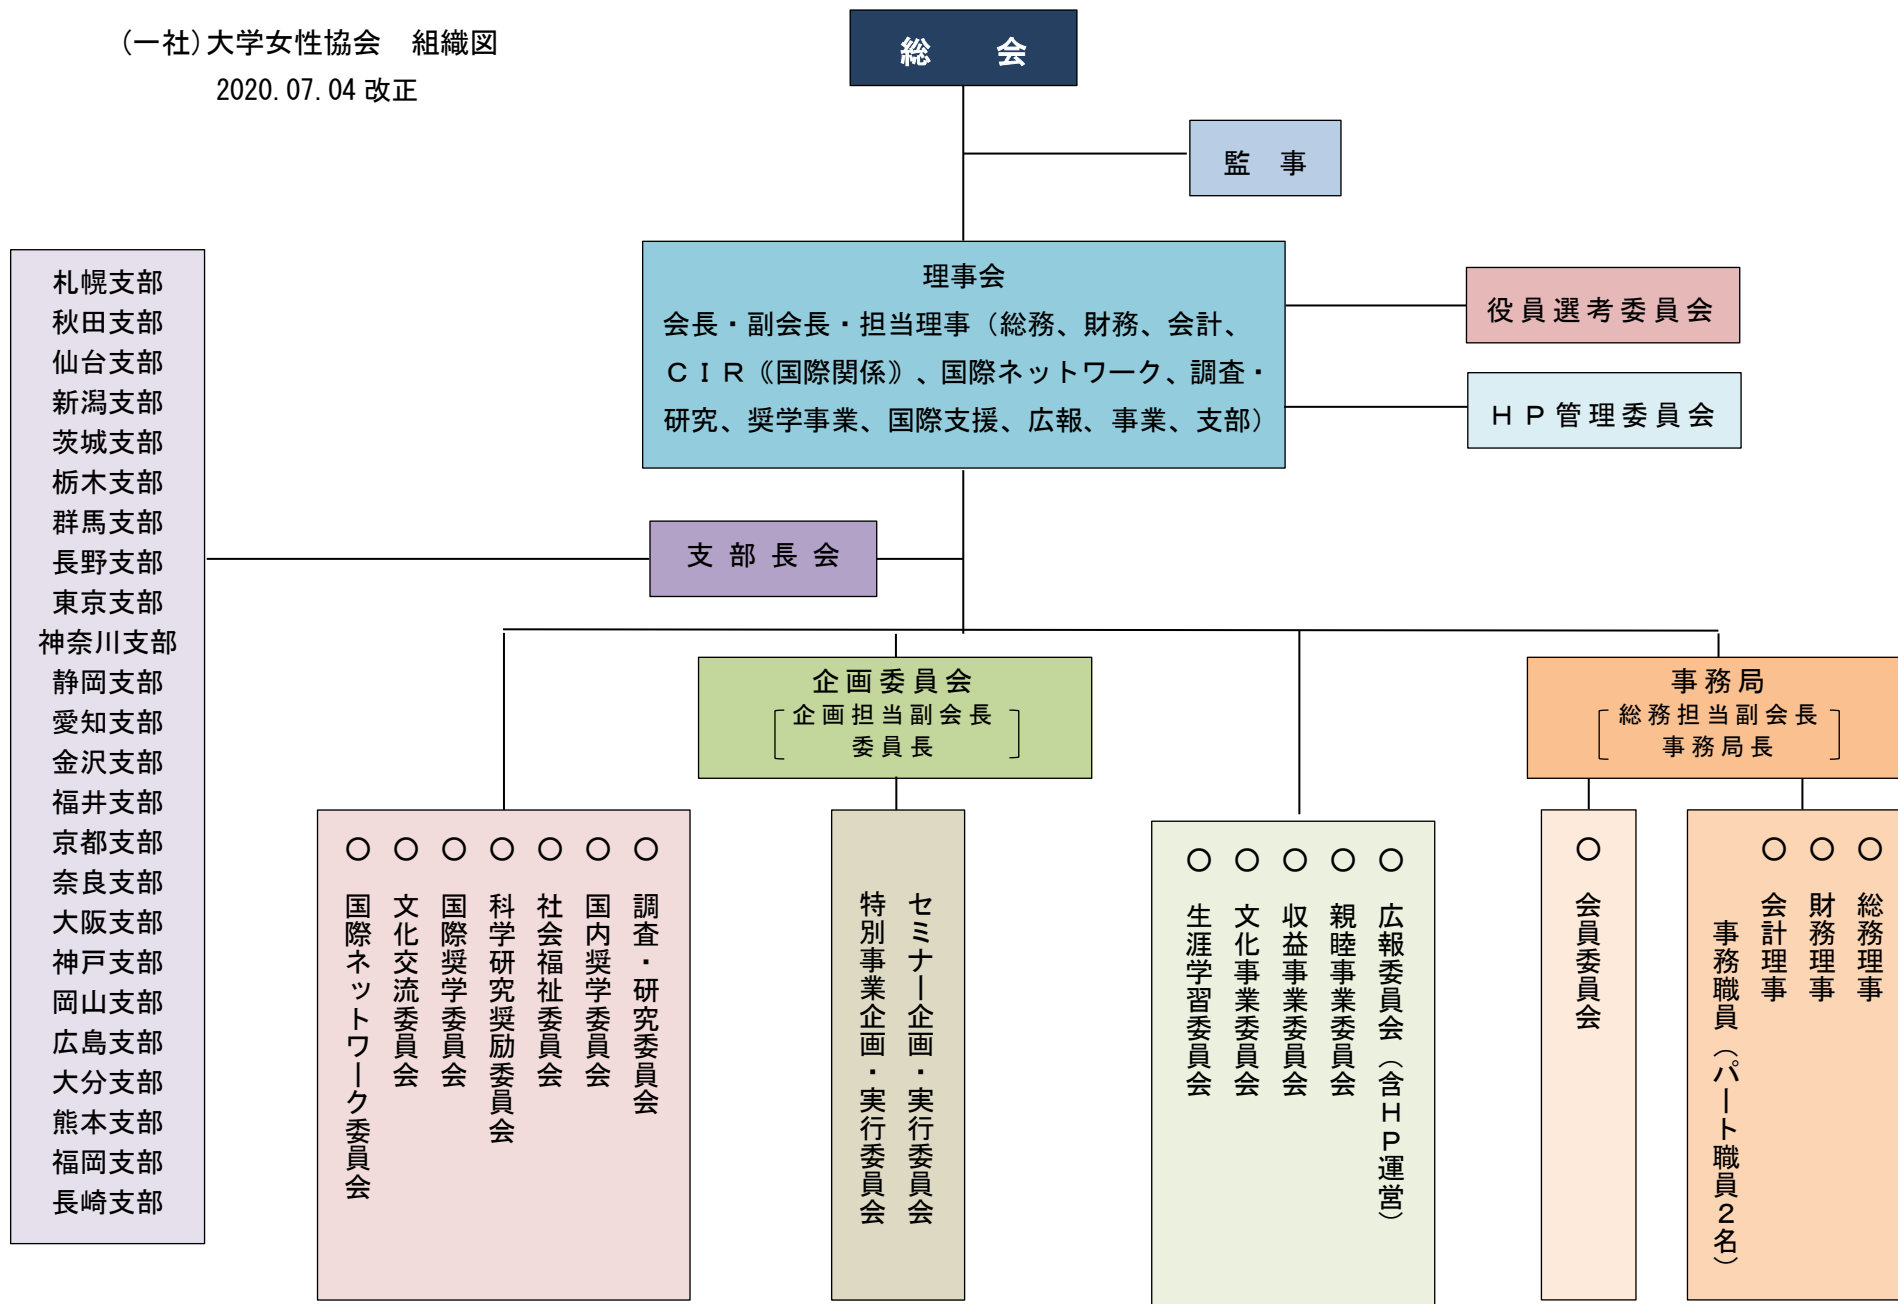 (一社)大学女性協会　組織図
2020.07.04 改正
総　会
監　事
理事会
会長・副会長・担当理事（総務、財務、会計、
ＣＩＲ《国際関係》、国際ネットワーク、調査・
研究、奨学事業、国際支援、広報、事業、支部）
役員選考委員会
ＨＰ管理委員会
支部長会
札幌支部
秋田支部
仙台支部
新潟支部
茨城支部
栃木支部
群馬支部
長野支部
東京支部
神奈川支部
静岡支部
愛知支部
金沢支部
福井支部
京都支部
奈良支部
大阪支部
神戸支部
岡山支部
広島支部
大分支部
熊本支部
福岡支部
長崎支部
企画委員会
企画担当副会長
委員長
事務局
総務担当副会長
事務局長
○　調査・研究委員会
○　国内奨学委員会
○　社会福祉委員会
○　科学研究奨励委員会
○　国際奨学委員会
○　文化交流委員会
○　国際ネットワーク委員会
セミナー企画・実行委員会
特別事業企画・実行委員会
○　広報委員会（含ＨＰ運営）
○　親睦事業委員会
○　収益事業委員会
○　文化事業委員会
○　生涯学習委員会
○　会員委員会
○　総務理事
○　財務理事
○　会計理事
事務職員（パート職員２名）